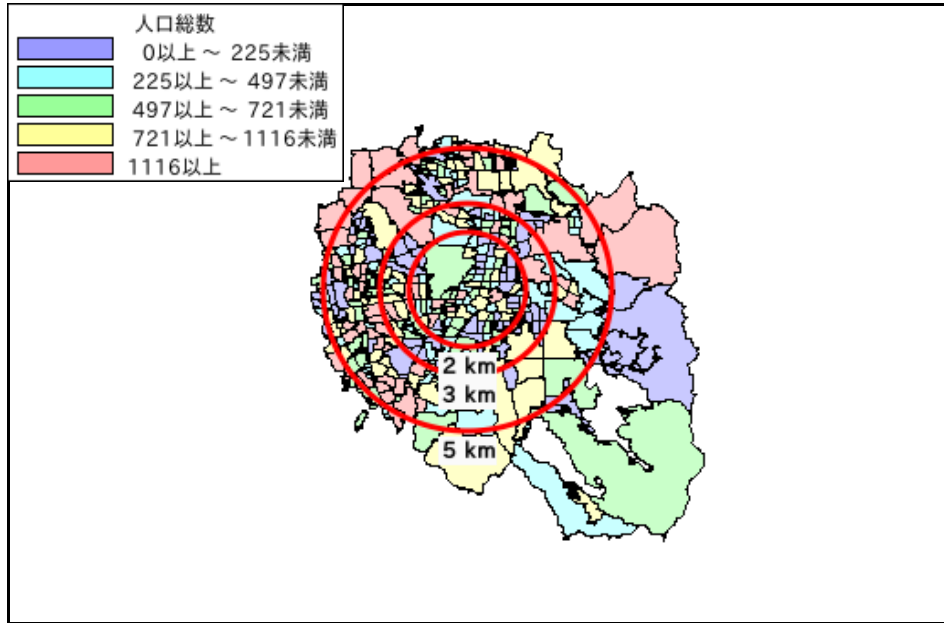 人口総数
0以上 ～ 225未満
225以上 ～ 497未満
497以上 ～ 721未満
721以上 ～ 1116未満
1116以上
2 km
3 km
5 km